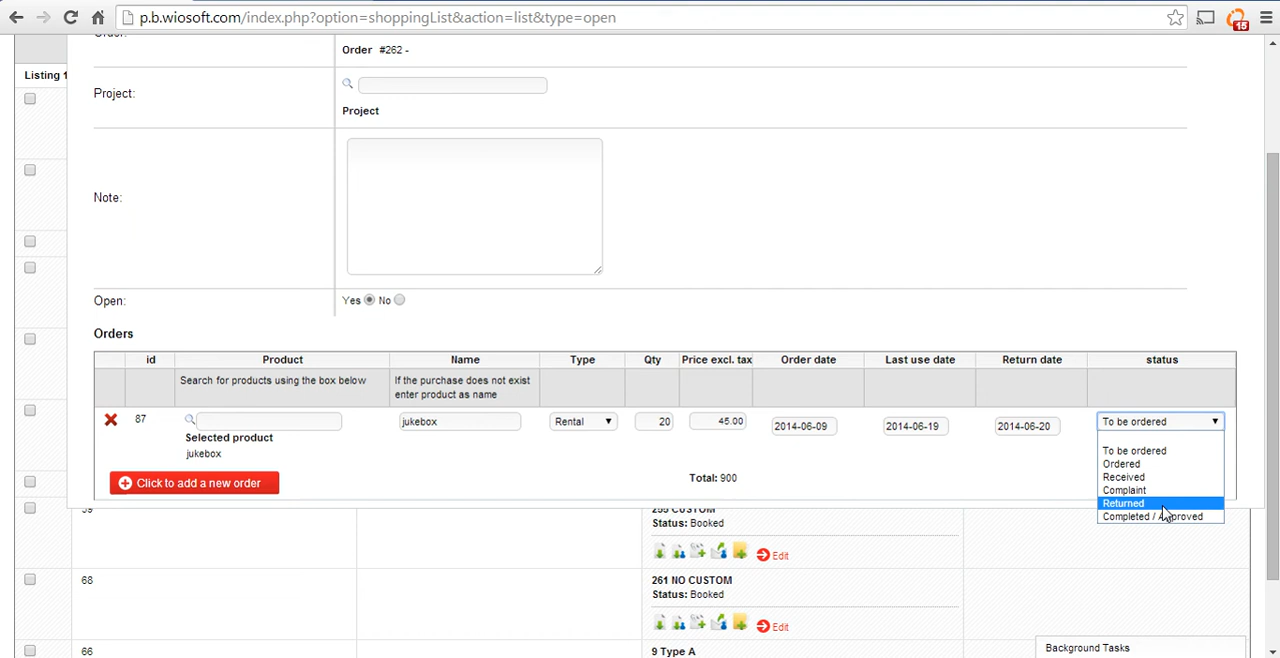 p.b.wiosoft.com/index.php?option=shoppingList&action=list&type=open
15
Order #262 -
Listing
Project:
Project
Note:
Open:
Yes No
Orders
id Product Name Type Qty Price excl. tax Order date Last use date Return date status
Search for products using the box below
If the purchase does not exist
enter product as name
87 jukebox Rental 20 45.00 2014-06-09 2014-06-19 2014-06-20 To be ordered
Selected product
jukebox
To be ordered
Ordered
Received
Complaint
Returned
Completed / Approved
Click to add a new order
Total: 900
255 CUSTOM
Status: Booked
Edit
68
261 NO CUSTOM
Status: Booked
Edit
66
9 Type A
Background Tasks